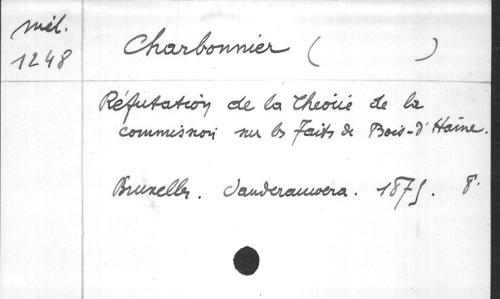 mél.
1248
Charbonnier ( )
Réfutation de la Théorie de la
commission sur les faits de Bois-d'Haine.
Bruxelles. Vanderauwera. 1875. 8°.